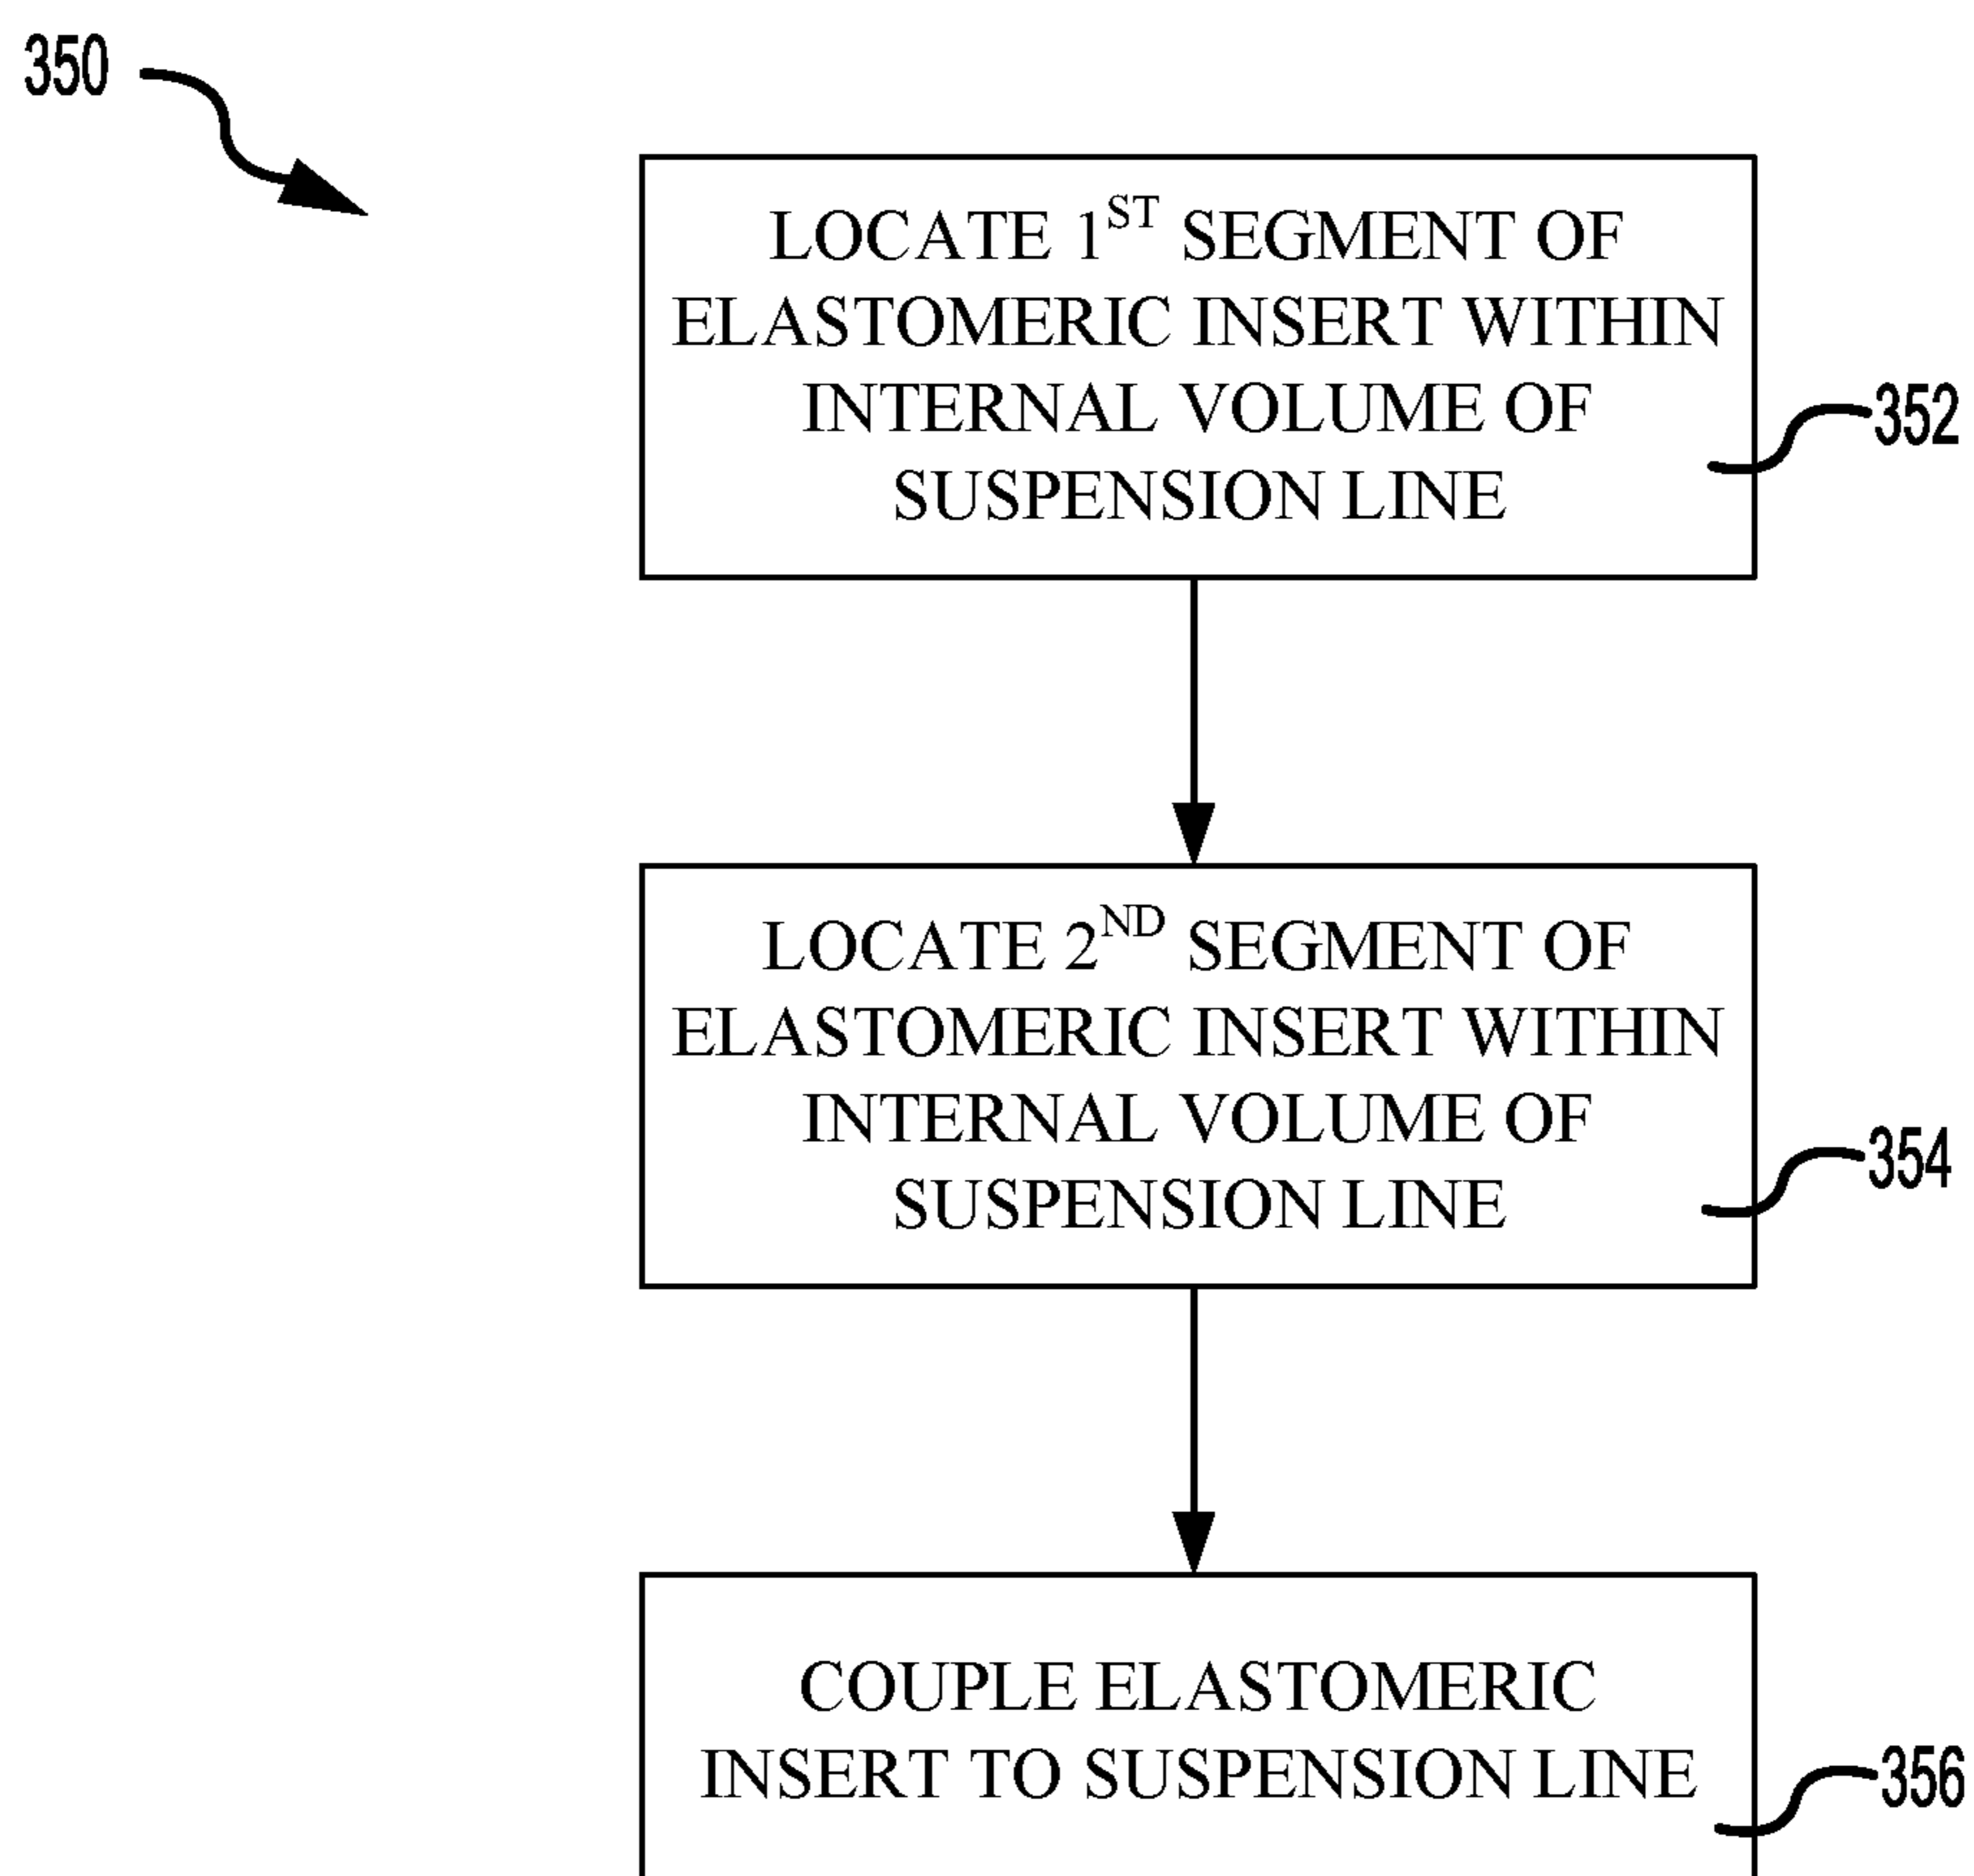 350
LOCATE 1ST SEGMENT OF
ELASTOMERIC INSERT WITHIN
INTERNAL VOLUME OF
SUSPENSION LINE
352
LOCATE 2ND SEGMENT OF
ELASTOMERIC INSERT WITHIN
INTERNAL VOLUME OF
SUSPENSION LINE
354
COUPLE ELASTOMERIC
INSERT TO SUSPENSION LINE
356